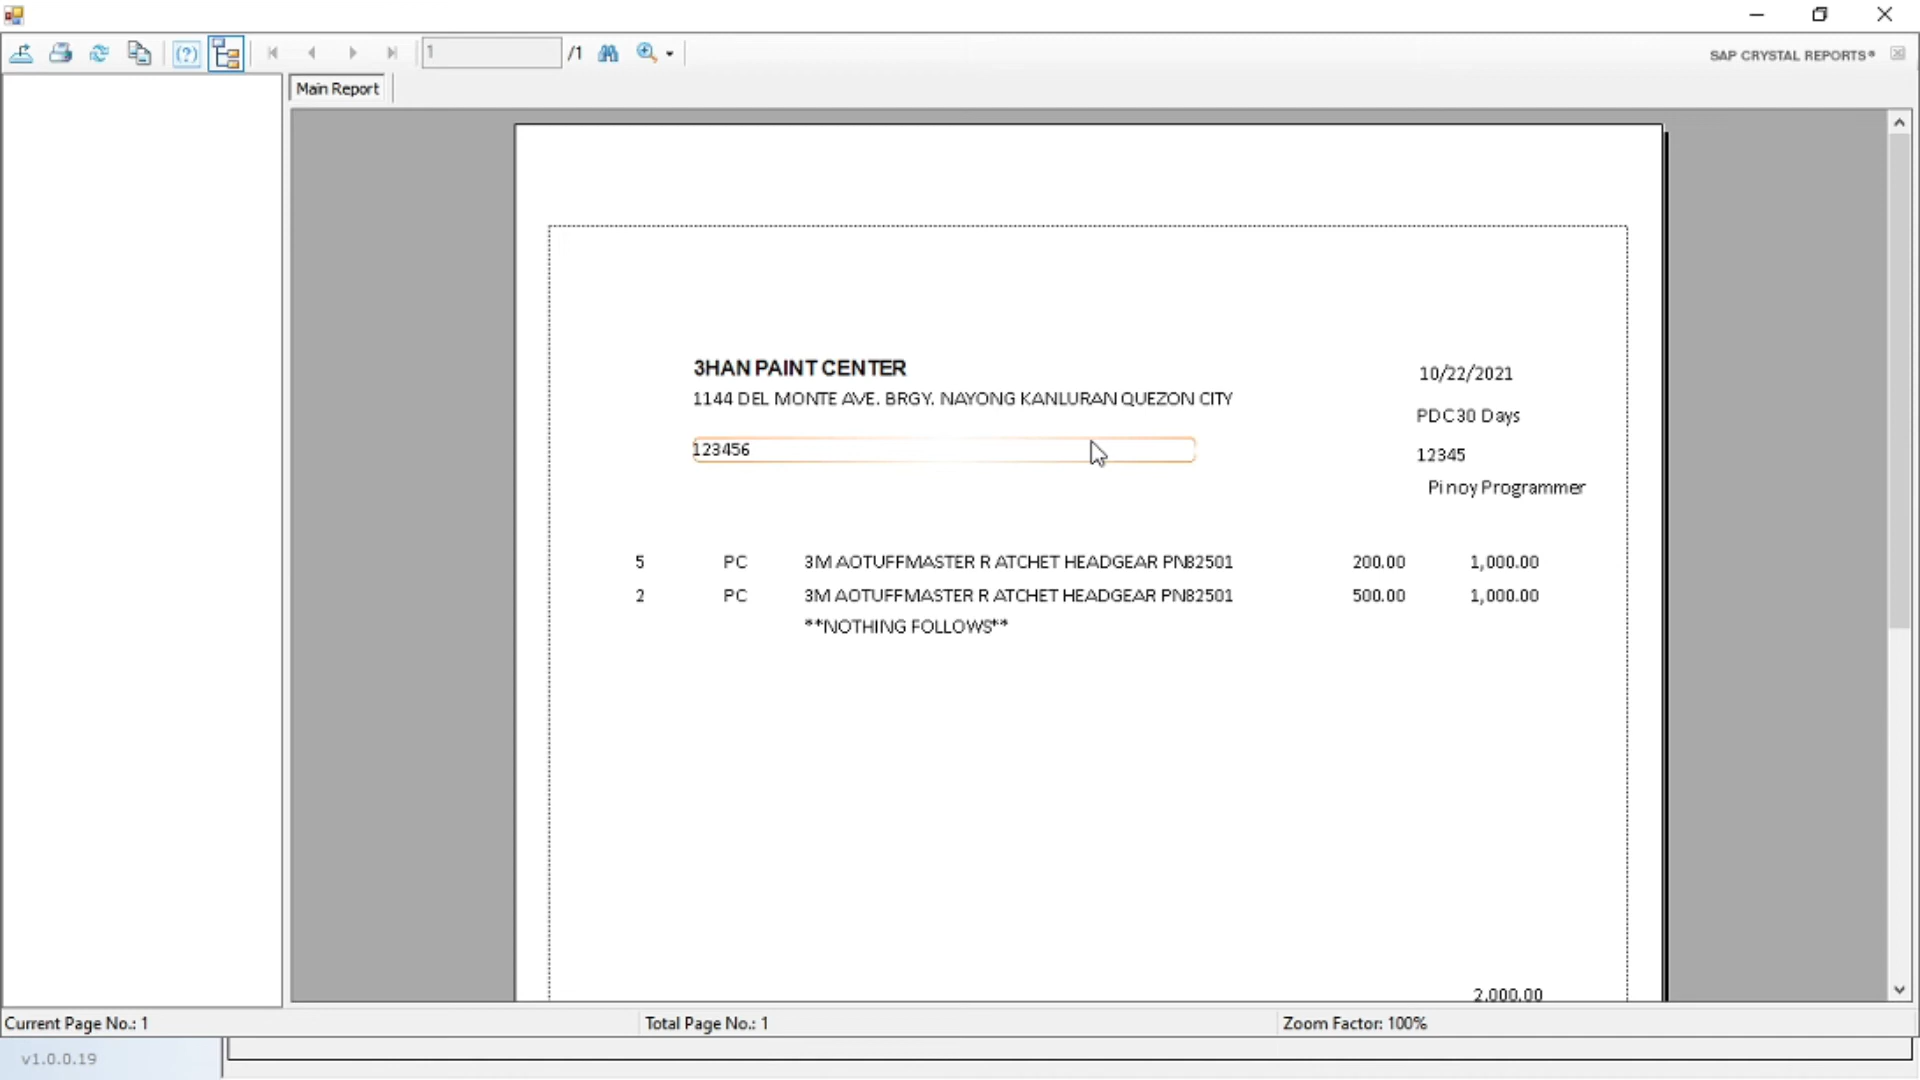 1 /1
SAP CRYSTAL REPORTS®
Main Report
3HAN PAINT CENTER
10/22/2021
1144 DEL MONTE AVE. BRGY. NAYONG KANLURAN QUEZON CITY
PDC30 Days
123456
12345
Pinoy Programmer
5 PC 3M AOTUFFMASTER R ATCHET HEADGEAR PN82501 200.00 1,000.00
2 PC 3M AOTUFFMASTER R ATCHET HEADGEAR PN82501 500.00 1,000.00
**NOTHING FOLLOWS**
2,000.00
Current Page No.: 1 Total Page No.: 1 Zoom Factor: 100%
v1.0.0.19